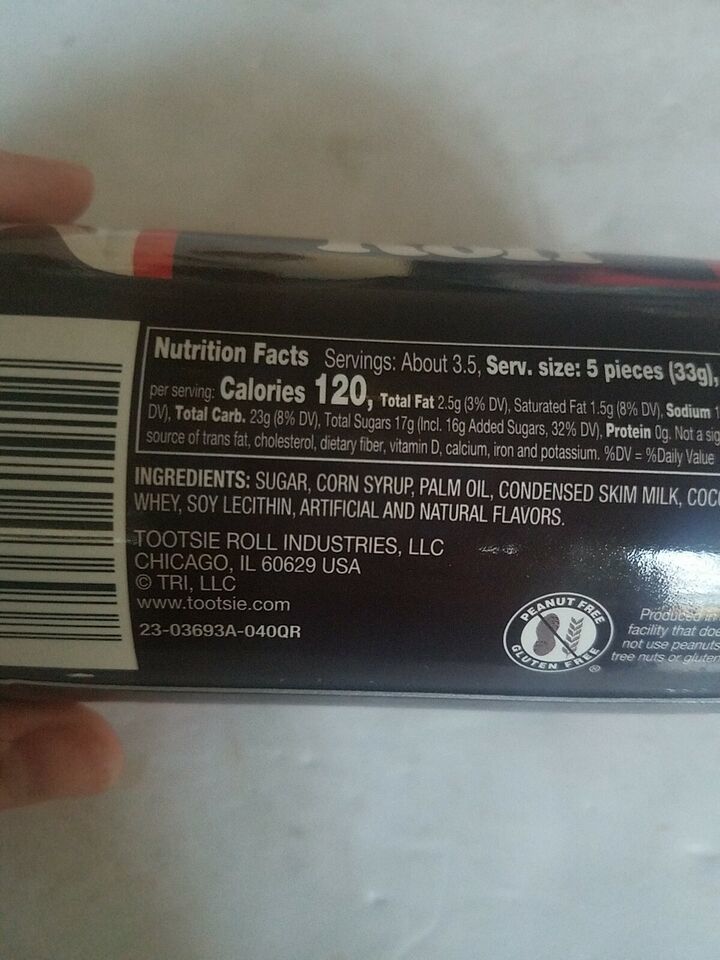 Nutrition Facts Servings: About 3.5, Serv. size: 5 pieces (33g),
per serving: Calories 120, Total Fat 2.5g (3% DV), Saturated Fat 1.5g (8% DV), Sodium
DV), Total Carb. 23g (8% DV), Total Sugars 17g (Incl. 16g Added Sugars, 32% DV), Protein 0g. Not a
source of trans fat, cholesterol, dietary fiber, vitamin D, calcium, iron and potassium. %DV = %Daily Value
INGREDIENTS: SUGAR, CORN SYRUP, PALM OIL, CONDENSED SKIM MILK,
WHEY, SOY LECITHIN, ARTIFICIAL AND NATURAL FLAVORS.
TOOTSIE ROLL INDUSTRIES, LLC
CHICAGO, IL 60629 USA
© TRI, LLC
www.tootsie.com
23-03693A-040QR
PEANUT FREE
GLUTEN FREE
®
Produced in
facility that
not use peanuts
tree nuts or